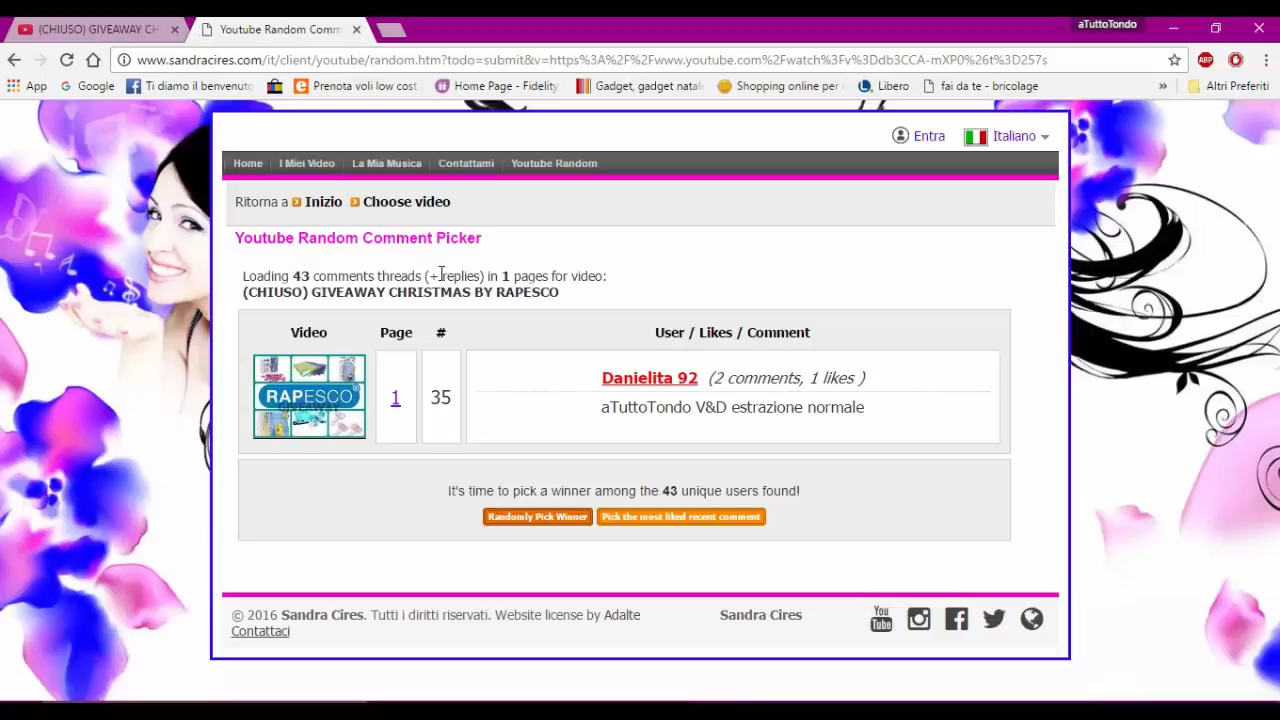 (CHIUSO) GIVEAWAY CH
Youtube Random Comm
aTuttoTondo
www.sandracires.com/it/client/youtube/random.htm?todo=submit&t=https%3A%2F%2Fwww.youtube.com%2Fwatch%3Fv%3Ddb3CCA-mXP0%26t%3D257s
App
Google
Ti diamo il benvenuto
Prenota voli low cost
Home Page - Fidelity
Gadget, gadget natale
Shopping online per
Libero
fai da te - bricolage
»
Altri Preferiti
Entra
Italiano
Home
I Miei Video
La Mia Musica
Contattami
Youtube Random
Ritorna a Inizio Choose video
Youtube Random Comment Picker
Loading 43 comments threads (+replies) in 1 pages for video:
(CHIUSO) GIVEAWAY CHRISTMAS BY RAPESCO
Video Page # User / Likes / Comment
RAPESCO
GIVEAWAY
1
35
Danielita 92 (2 comments, 1 likes )
aTuttoTondo V&D estrazione normale
It's time to pick a winner among the 43 unique users found!
Randomly Pick Winner
Pick the most liked recent comment
© 2016 Sandra Cires. Tutti i diritti riservati. Website license by Adalte
Contattaci
Sandra Cires
You Tube